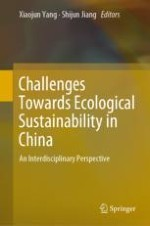 Xiaojun Yang · Shijun Jiang Editors
Challenges
Towards Ecological
Sustainability in
China
An Interdisciplinary Perspective
Springer